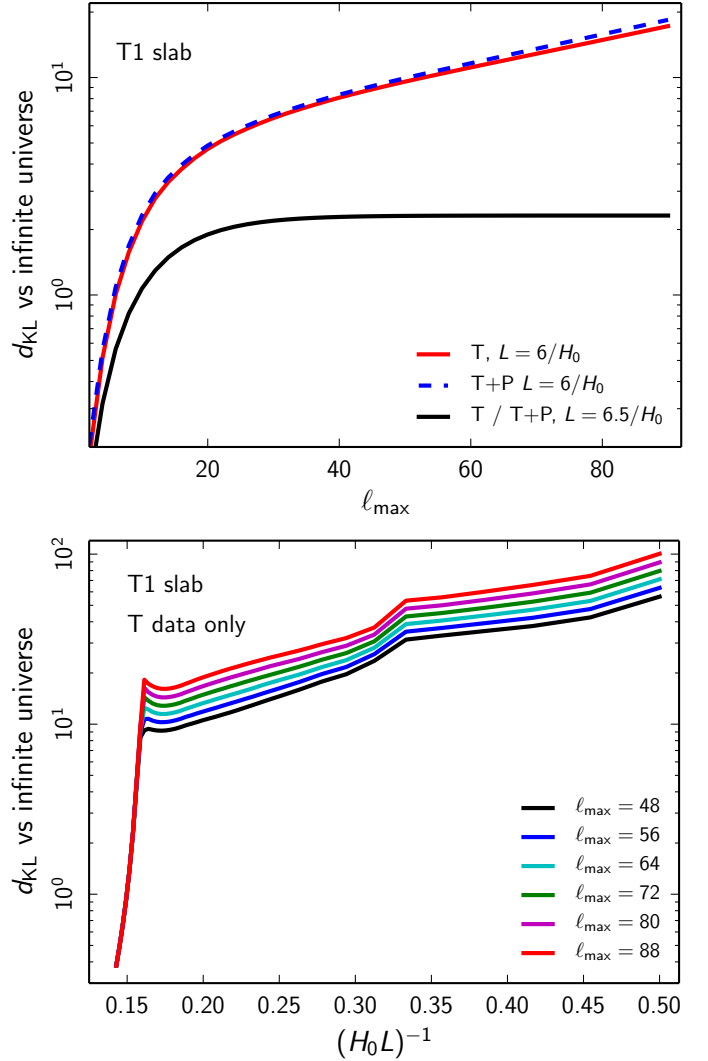 T1 slab
d_KL vs infinite universe
10^1
10^0
T, L = 6/H_0
T+P L = 6/H_0
T / T+P, L = 6.5/H_0
20 40 60 80
ℓ_max
T1 slab
T data only
d_KL vs infinite universe
10^2
10^1
10^0
ℓ_max = 48
ℓ_max = 56
ℓ_max = 64
ℓ_max = 72
ℓ_max = 80
ℓ_max = 88
0.15 0.20 0.25 0.30 0.35 0.40 0.45 0.50
(H_0L)^{-1}